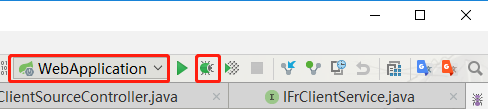 WebApplication
ClientSourceController.java
IFrClientService.java